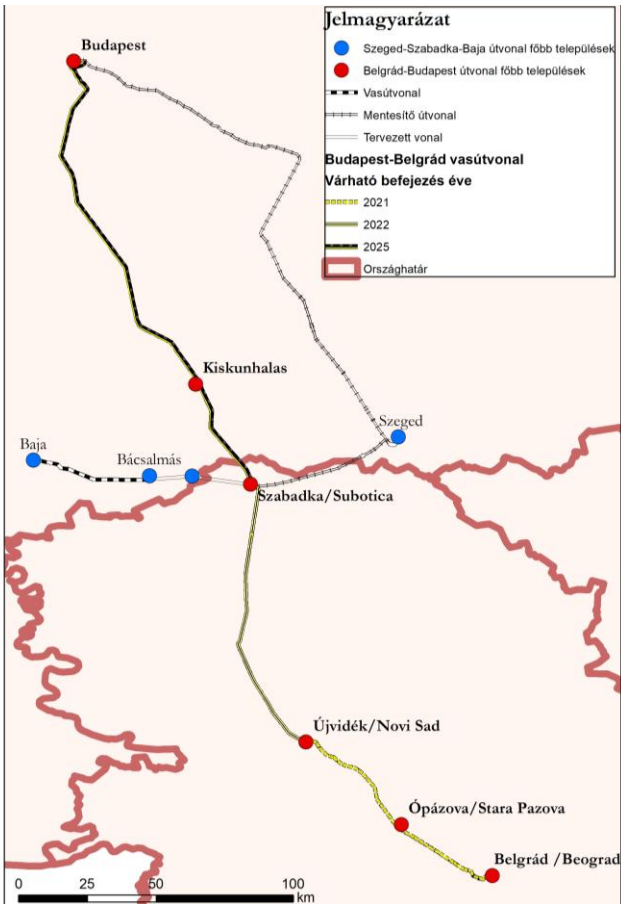 Jelmagyarázat
Szeged-Szabadka-Baja útvonal főbb települések
Belgrád-Budapest útvonal főbb települések
Vasútvonal
Mentesítő útvonal
Tervezett vonal
Budapest-Belgrád vasútvonal
Várható befejezés éve
2021
2022
2025
Országhatár
Budapest
Kiskunhalas
Szeged
Baja
Bácsalmás
Szabadka/Subotica
Újvidék/Novi Sad
Ópázova/Stara Pazova
Belgrád /Beograd
0 25 50 100
km